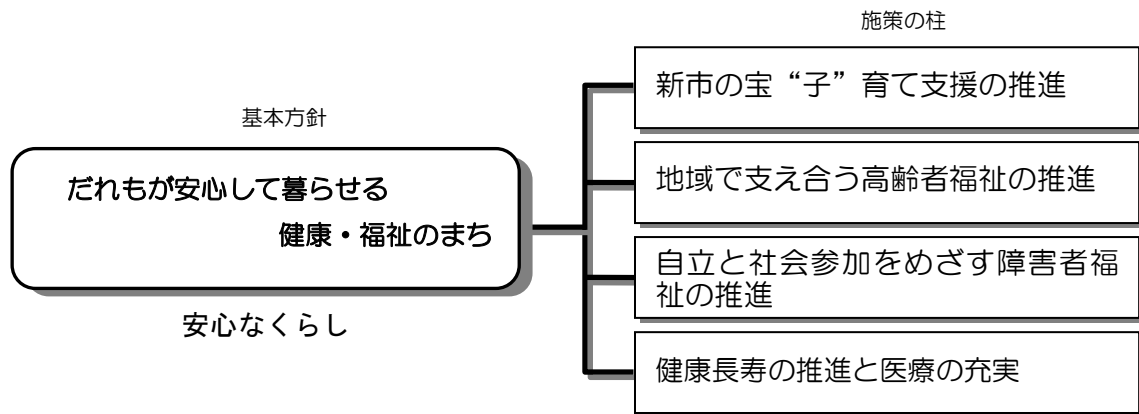 施策の柱
基本方針
だれもが安心して暮らせる
健康・福祉のまち
安心なくらし
新市の宝“子”育て支援の推進
地域で支え合う高齢者福祉の推進
自立と社会参加をめざす障害者福
祉の推進
健康長寿の推進と医療の充実